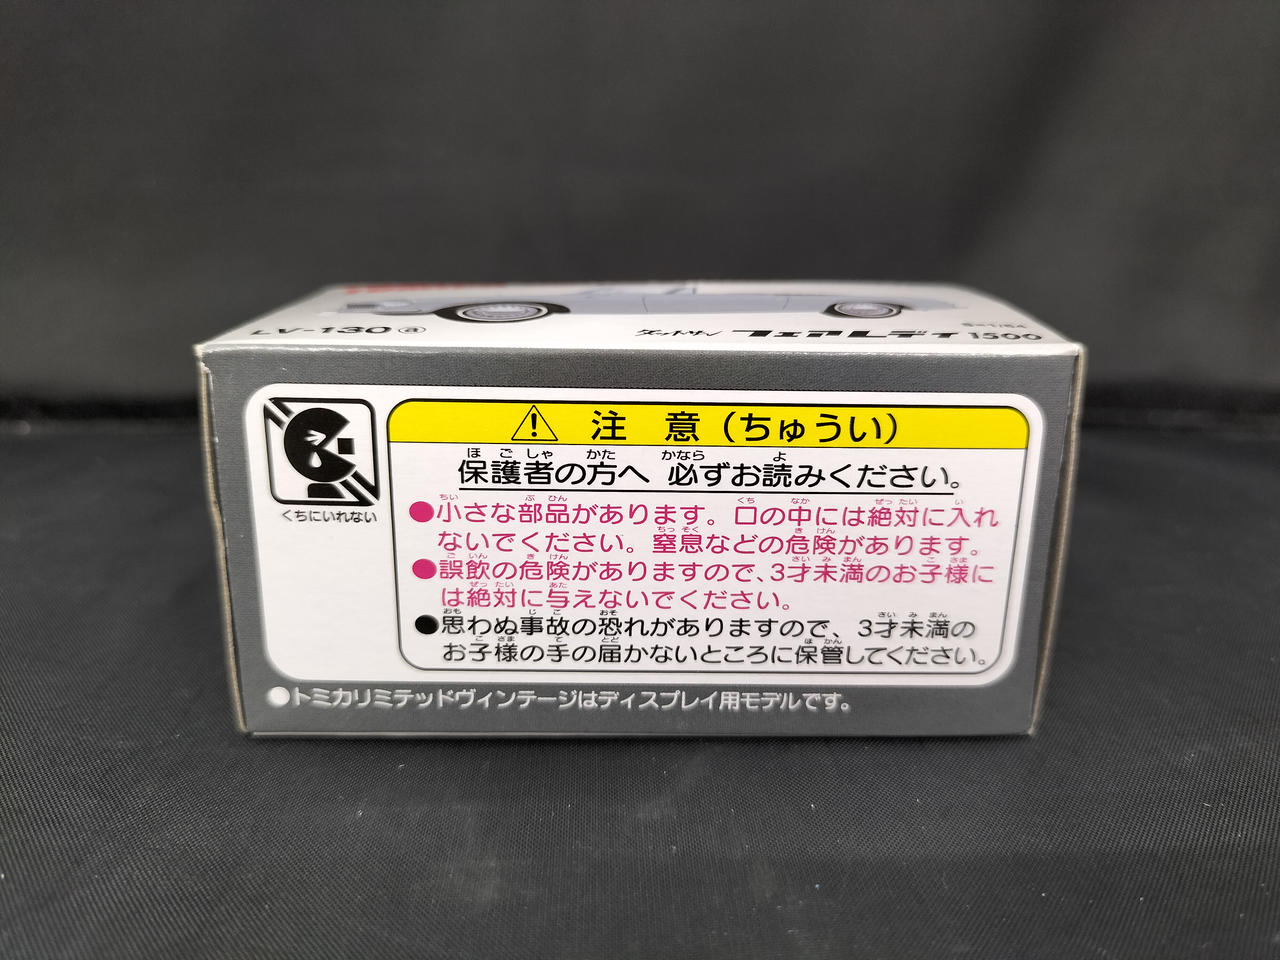 LV-130 a
ダットサン フェアレディ 1500
S=1/64
注 意（ちゅうい）
保護者の方へ 必ずお読みください。
●小さな部品があります。口の中には絶対に入れ
ないでください。窒息などの危険があります。
●誤飲の危険がありますので、3才未満のお子様に
は絶対に与えないでください。
●思わぬ事故の恐れがありますので、3才未満の
お子様の手の届かないところに保管してください。
くちにいれない
●トミカリミテッドヴィンテージはディスプレイ用モデルです。